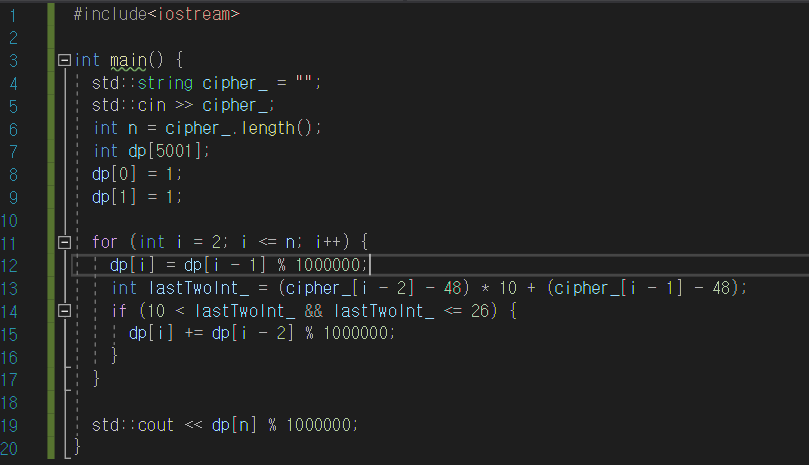 1 #include<iostream>
2
3 int main() {
4 std::string cipher_ = "";
5 std::cin >> cipher_;
6 int n = cipher_.length();
7 int dp[5001];
8 dp[0] = 1;
9 dp[1] = 1;
10
11 for (int i = 2; i <= n; i++) {
12 dp[i] = dp[i - 1] % 1000000;
13 int lastTwoInt_ = (cipher_[i - 2] - 48) * 10 + (cipher_[i - 1] - 48);
14 if (10 < lastTwoInt_ && lastTwoInt_ <= 26) {
15 dp[i] += dp[i - 2] % 1000000;
16 }
17 }
18
19 std::cout << dp[n] % 1000000;
20 }